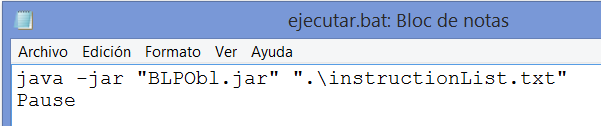 ejecutar.bat: Bloc de notas
Archivo Edición Formato Ver Ayuda
java -jar "BLPObl.jar" ".\instructionList.txt"
Pause